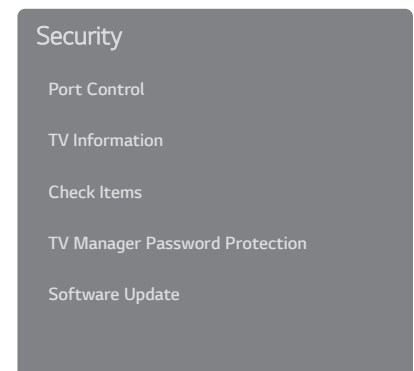 Security
Port Control
TV Information
Check Items
TV Manager Password Protection
Software Update